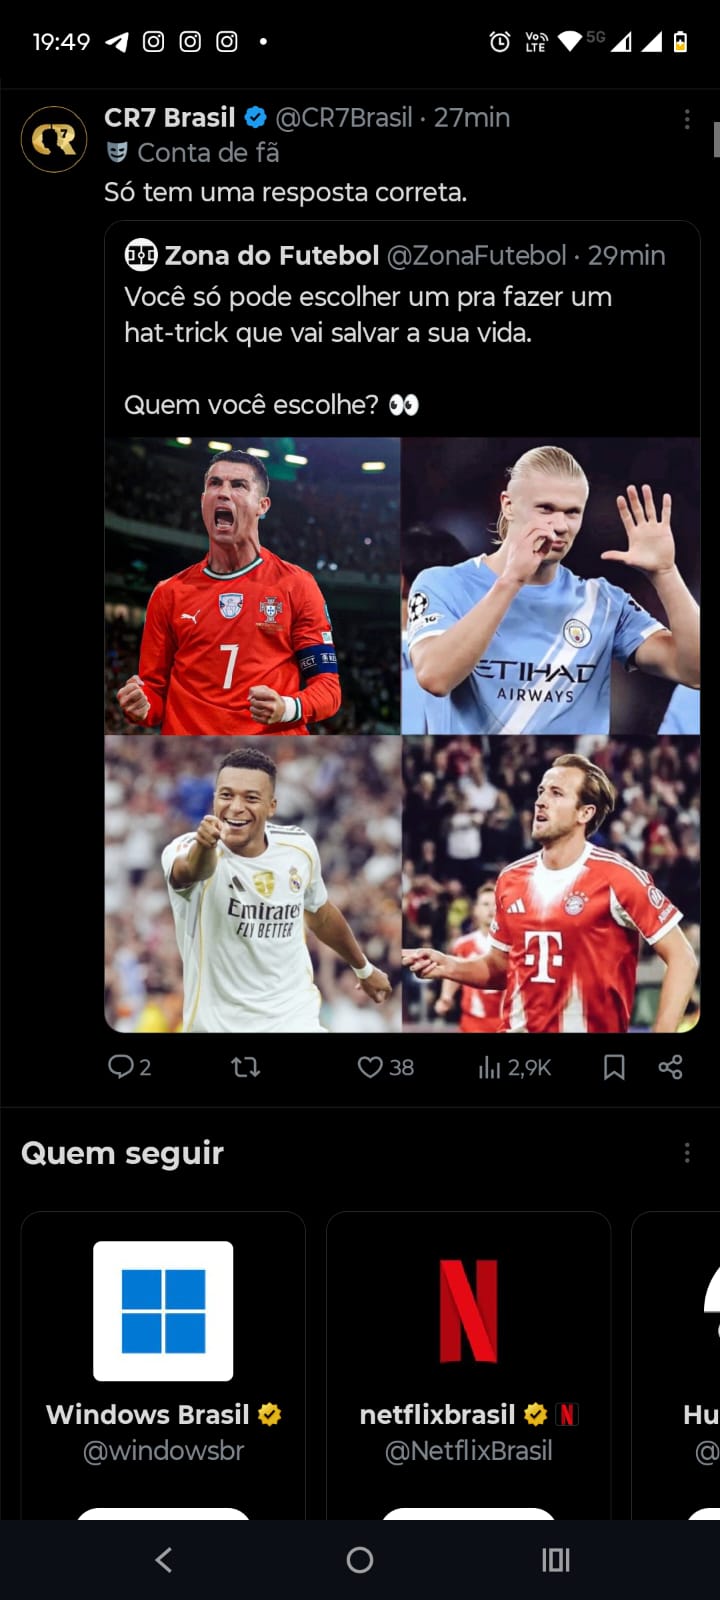 19:49
Vo LTE
5G
CR7 Brasil @CR7Brasil · 27min
Conta de fã
Só tem uma resposta correta.
Zona do Futebol @ZonaFutebol · 29min
Você só pode escolher um pra fazer um
hat-trick que vai salvar a sua vida.
Quem você escolhe? 👀
7
ETIHAD
AIRWAYS
Emirates
FLY BETTER
T
2
38
2,9K
Quem seguir
Windows Brasil
@windowsbr
netflixbrasil
@NetflixBrasil
Hu
@